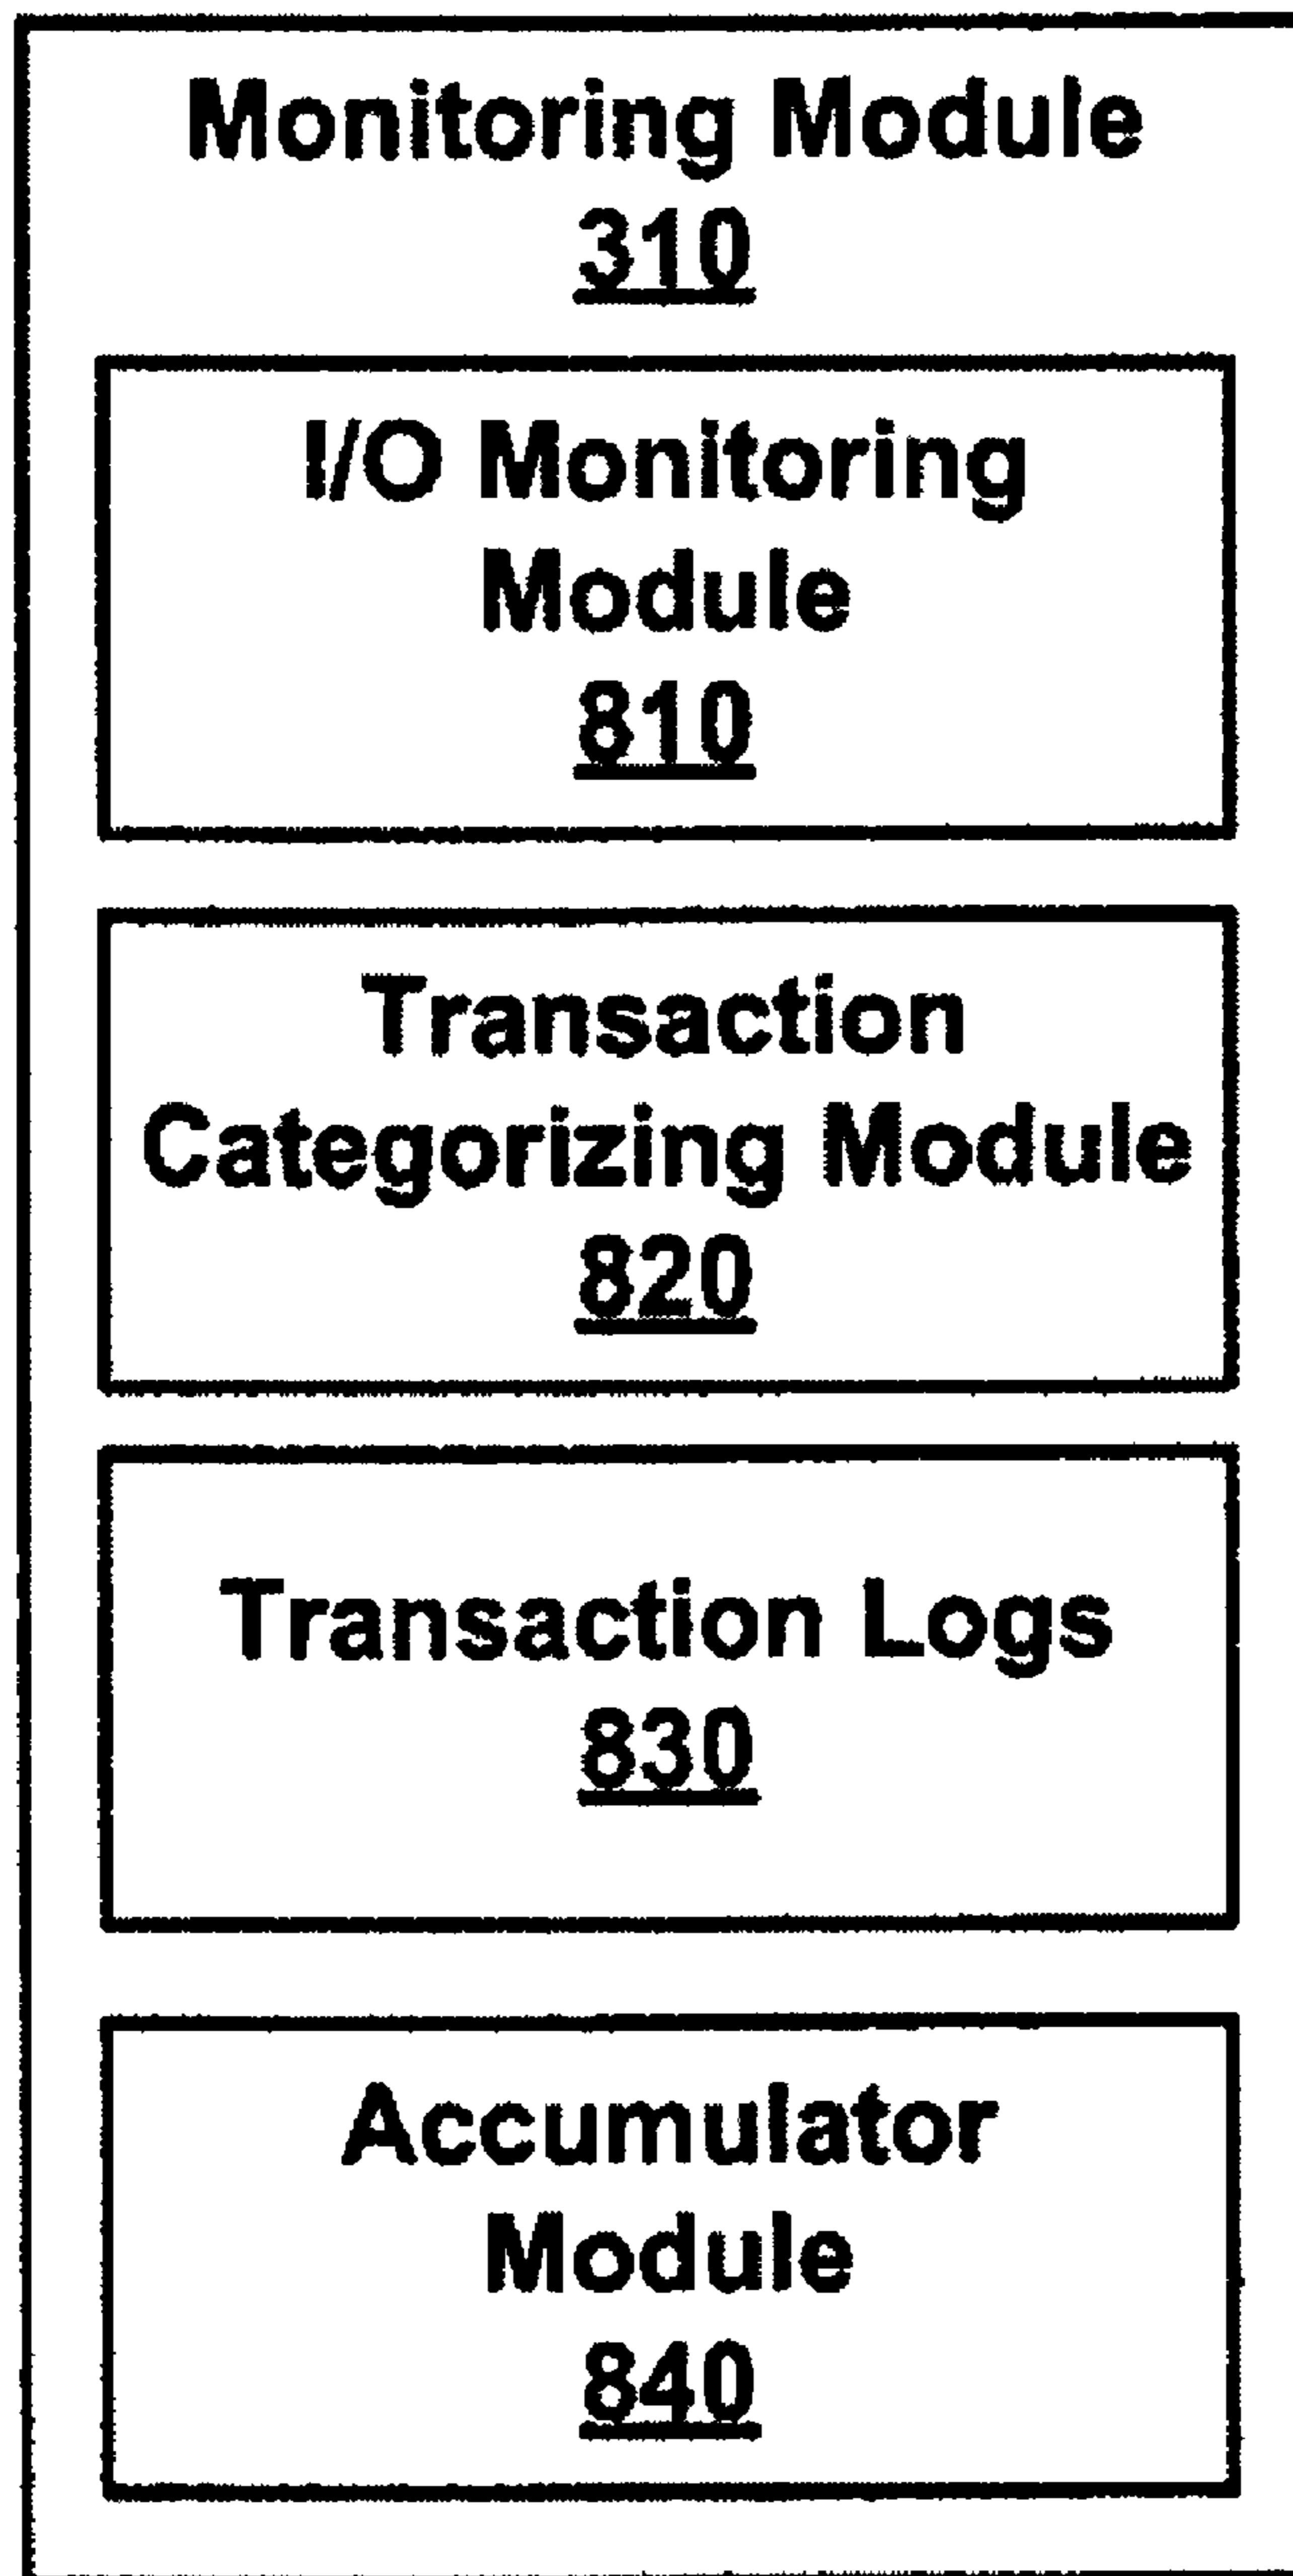 Monitoring Module
310
I/O Monitoring
Module
810
Transaction
Categorizing Module
820
Transaction Logs
830
Accumulator
Module
840